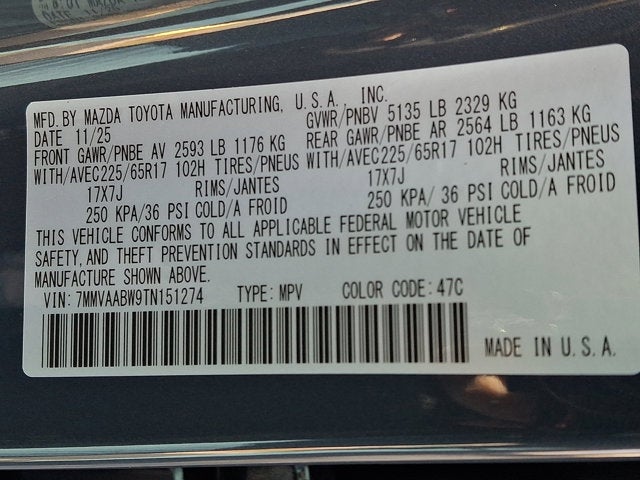 MFD. BY MAZDA TOYOTA MANUFACTURING, U.S.A., INC.
DATE 11/25 GVWR/PNBV 5135 LB 2329 KG
FRONT GAWR/PNBE AV 2593 LB 1176 KG REAR GAWR/PNBE AR 2564 LB 1163 KG
WITH/AVEC225/65R17 102H TIRES/PNEUS WITH/AVEC225/65R17 102H TIRES/PNEUS
17X7J RIMS/JANTES 17X7J RIMS/JANTES
250 KPA/36 PSI COLD/A FROID 250 KPA/ 36 PSI COLD/A FROID
THIS VEHICLE CONFORMS TO ALL APPLICABLE FEDERAL MOTOR VEHICLE
SAFETY, AND THEFT PREVENTION STANDARDS IN EFFECT ON THE DATE OF
MANUFACTURE SHOWN ABOVE.
VIN: 7MMVAABW9TN151274 TYPE: MPV COLOR CODE: 47C
MADE IN U.S.A.